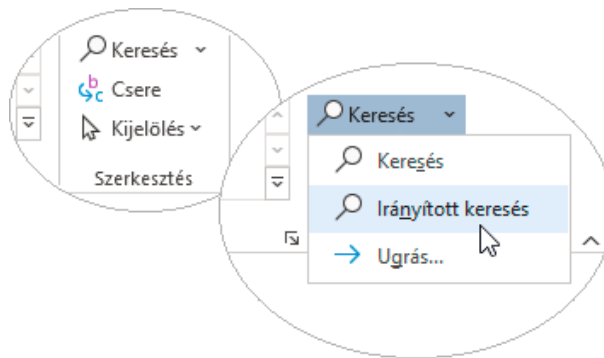 Keresés
Csere
Kijelölés
Szerkesztés
Keresés
Keresés
Irányított keresés
Ugrás...